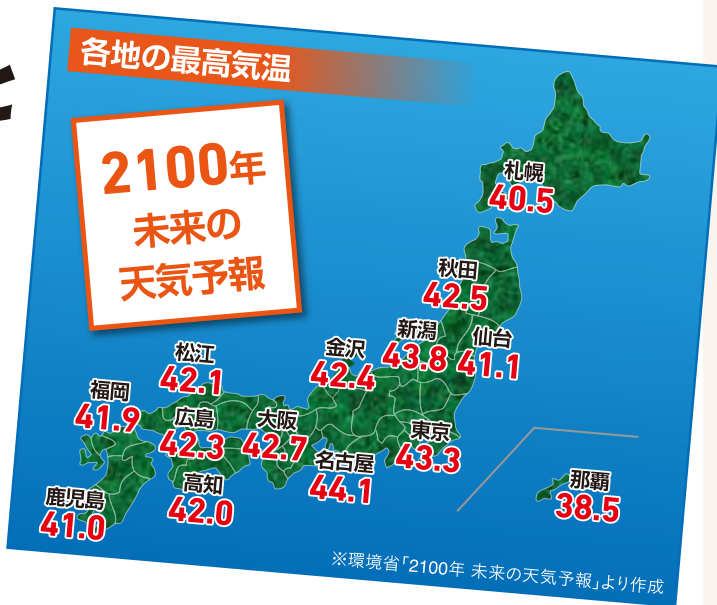 各地の最高気温
2100年
未来の
天気予報
札幌
40.5
秋田
42.5
新潟
43.8
仙台
41.1
金沢
42.4
松江
42.1
福岡
41.9
広島
42.3
大阪
42.7
東京
43.3
名古屋
44.1
高知
42.0
鹿児島
41.0
那覇
38.5
※環境省「2100年 未来の天気予報」より作成